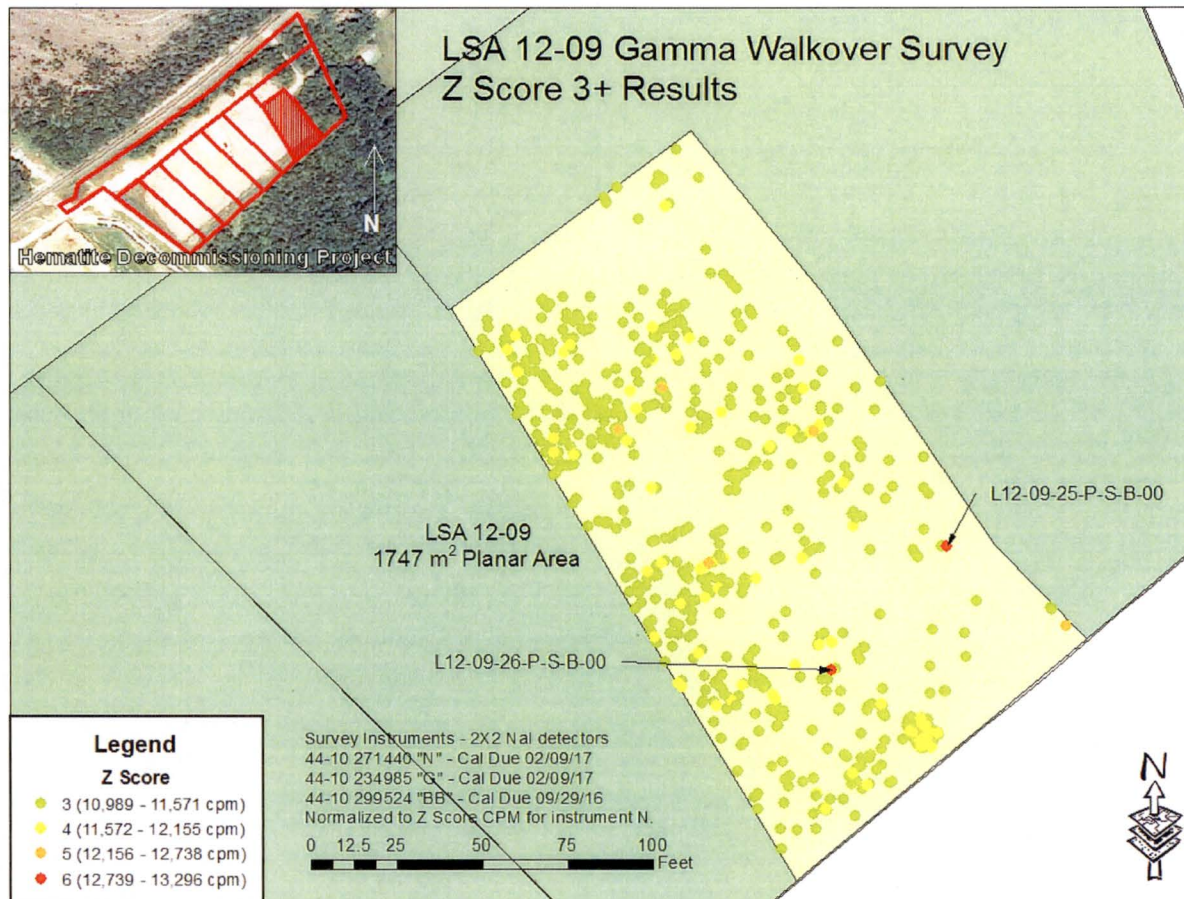 LSA 12-09 Gamma Walkover Survey
Z Score 3+ Results
N
Hematite Decommissioning Project
L12-09-25-P-S-B-00
LSA 12-09
1747 m² Planar Area
L12-09-26-P-S-B-00
Legend
Z Score
3 (10,989 - 11,571 cpm)
4 (11,572 - 12,155 cpm)
5 (12,156 - 12,738 cpm)
6 (12,739 - 13,296 cpm)
Survey Instruments - 2X2 NaI detectors
44-10 271440 "N" - Cal Due 02/09/17
44-10 234985 "G" - Cal Due 02/09/17
44-10 299524 "BB" - Cal Due 09/29/16
Normalized to Z Score CPM for instrument N.
0 12.5 25 50 75 100
Feet
N